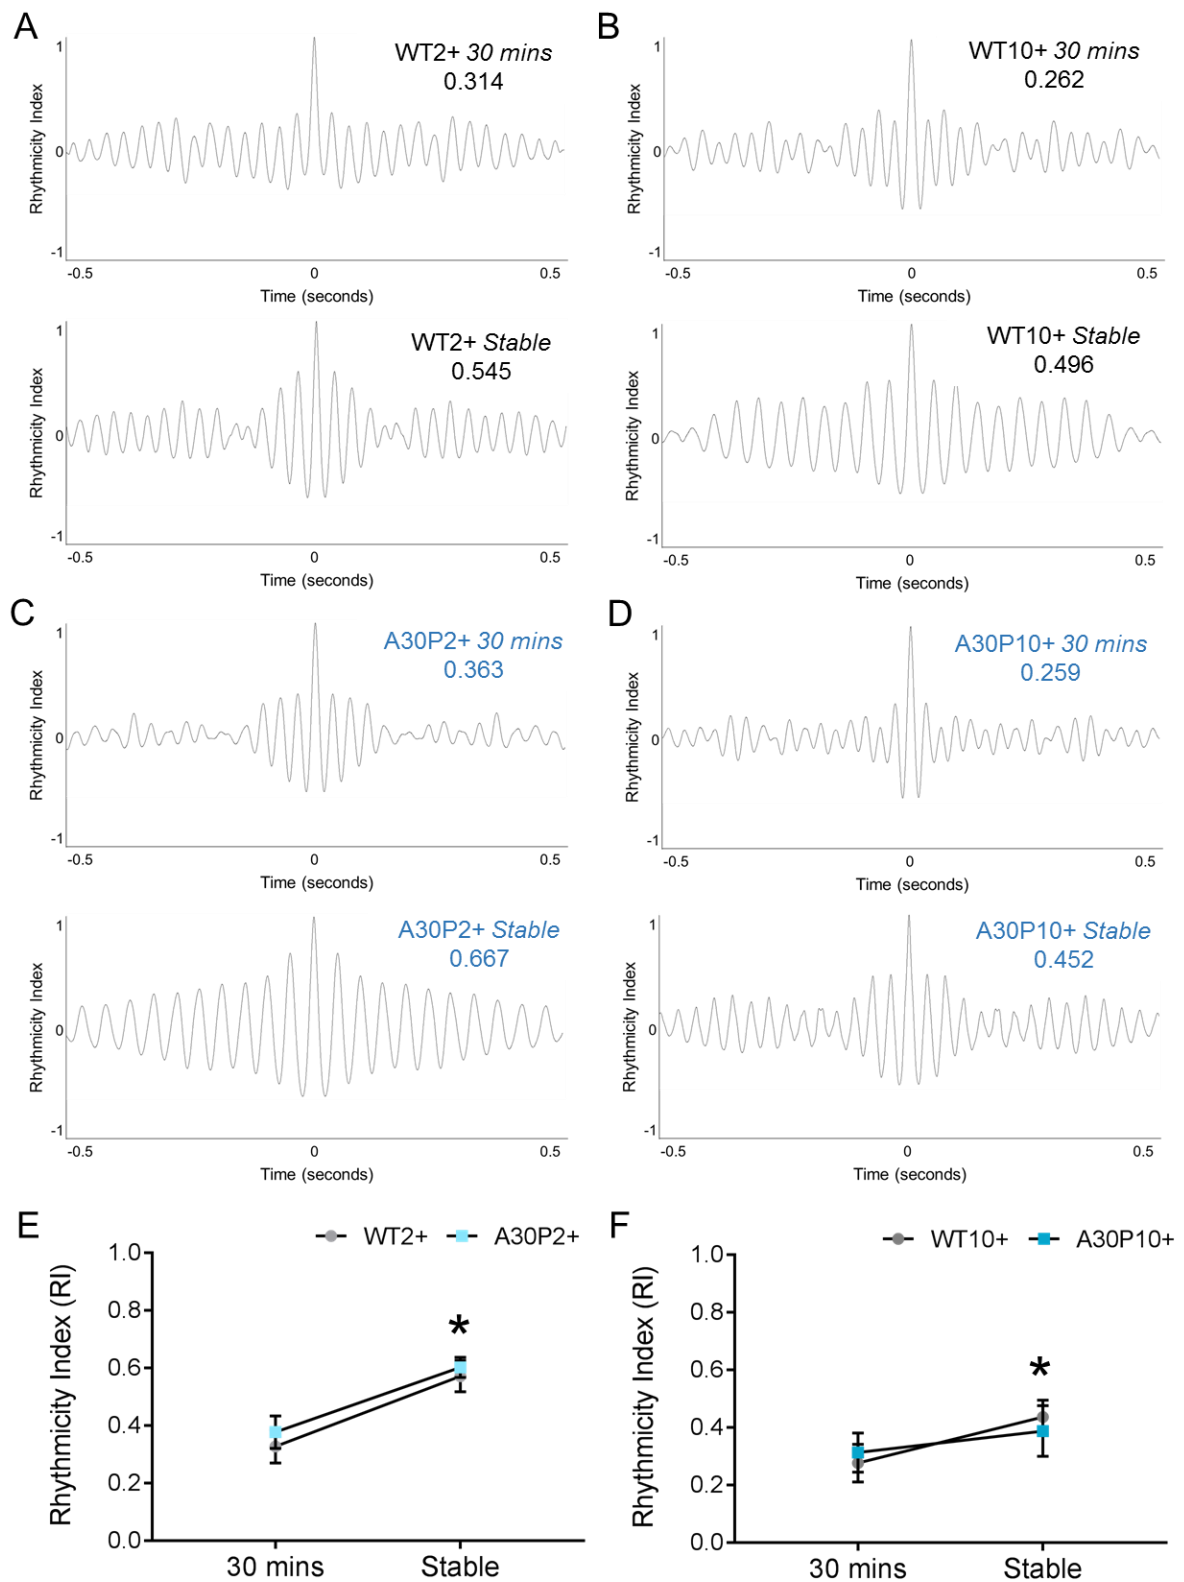 A
WT2+ 30 mins
0.314
1
0
-1
Rhythmicity Index
-0.5
0
0.5
Time (seconds)
WT2+ Stable
0.545
1
0
-1
Rhythmicity Index
-0.5
0
0.5
Time (seconds)
B
WT10+ 30 mins
0.262
1
0
-1
Rhythmicity Index
-0.5
0
0.5
Time (seconds)
WT10+ Stable
0.496
1
0
-1
Rhythmicity Index
-0.5
0
0.5
Time (seconds)
C
A30P2+ 30 mins
0.363
1
0
-1
Rhythmicity Index
-0.5
0
0.5
Time (seconds)
A30P2+ Stable
0.667
1
0
-1
Rhythmicity Index
-0.5
0
0.5
Time (seconds)
D
A30P10+ 30 mins
0.259
1
0
-1
Rhythmicity Index
-0.5
0
0.5
Time (seconds)
A30P10+ Stable
0.452
1
0
-1
Rhythmicity Index
-0.5
0
0.5
Time (seconds)
E
WT2+ A30P2+
1.0
0.8
0.6
0.4
0.2
0.0
Rhythmicity Index (RI)
*
30 mins Stable
F
WT10+ A30P10+
1.0
0.8
0.6
0.4
0.2
0.0
Rhythmicity Index (RI)
*
30 mins Stable